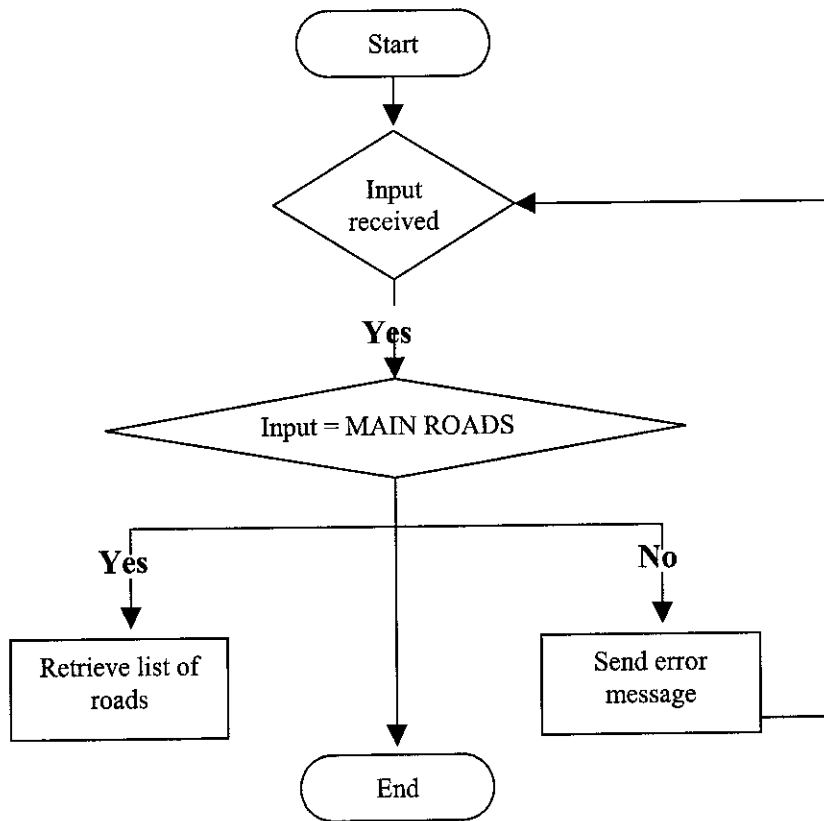 Start
Input
received
Yes
Input = MAIN ROADS
Yes
No
Retrieve list of
roads
Send error
message
End